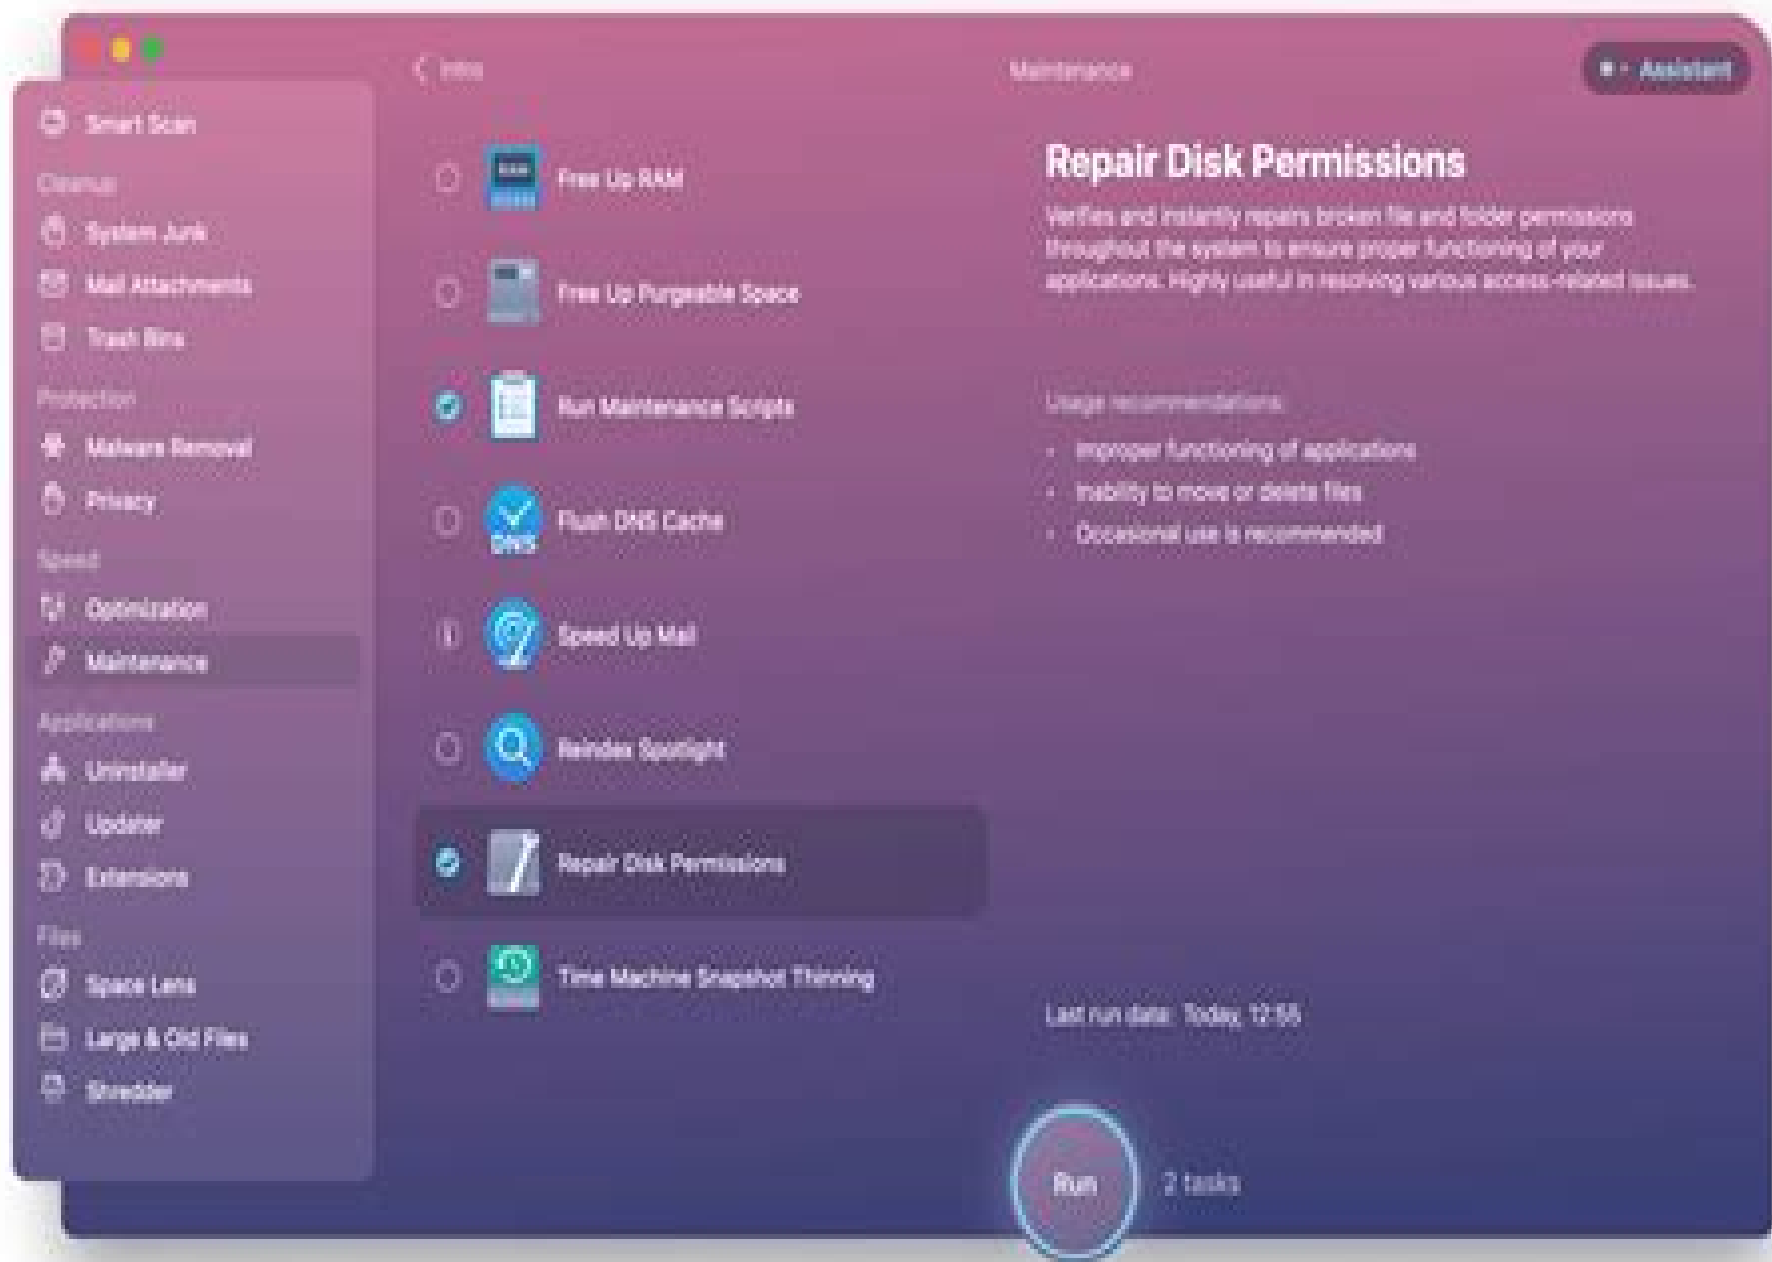 Intro
Maintenance
Assistant
Smart Scan
Cleanup
System Junk
Mail Attachments
Trash Bins
Protection
Malware Removal
Privacy
Speed
Optimization
Maintenance
Applications
Uninstaller
Updater
Extensions
Files
Space Lens
Large & Old Files
Shredder
RAM
Free Up RAM
Free Up Purgeable Space
Run Maintenance Scripts
DNS
Flush DNS Cache
Speed Up Mail
Reindex Spotlight
Repair Disk Permissions
Time Machine Snapshot Thinning
Repair Disk Permissions
Verifies and instantly repairs broken file and folder permissions
throughout the system to ensure proper functioning of your
applications. Highly useful in resolving various access-related issues.
Usage recommendations:
• Improper functioning of applications
• Inability to move or delete files
• Occasional use is recommended
Last run date: Today, 12:55
Run
2 tasks